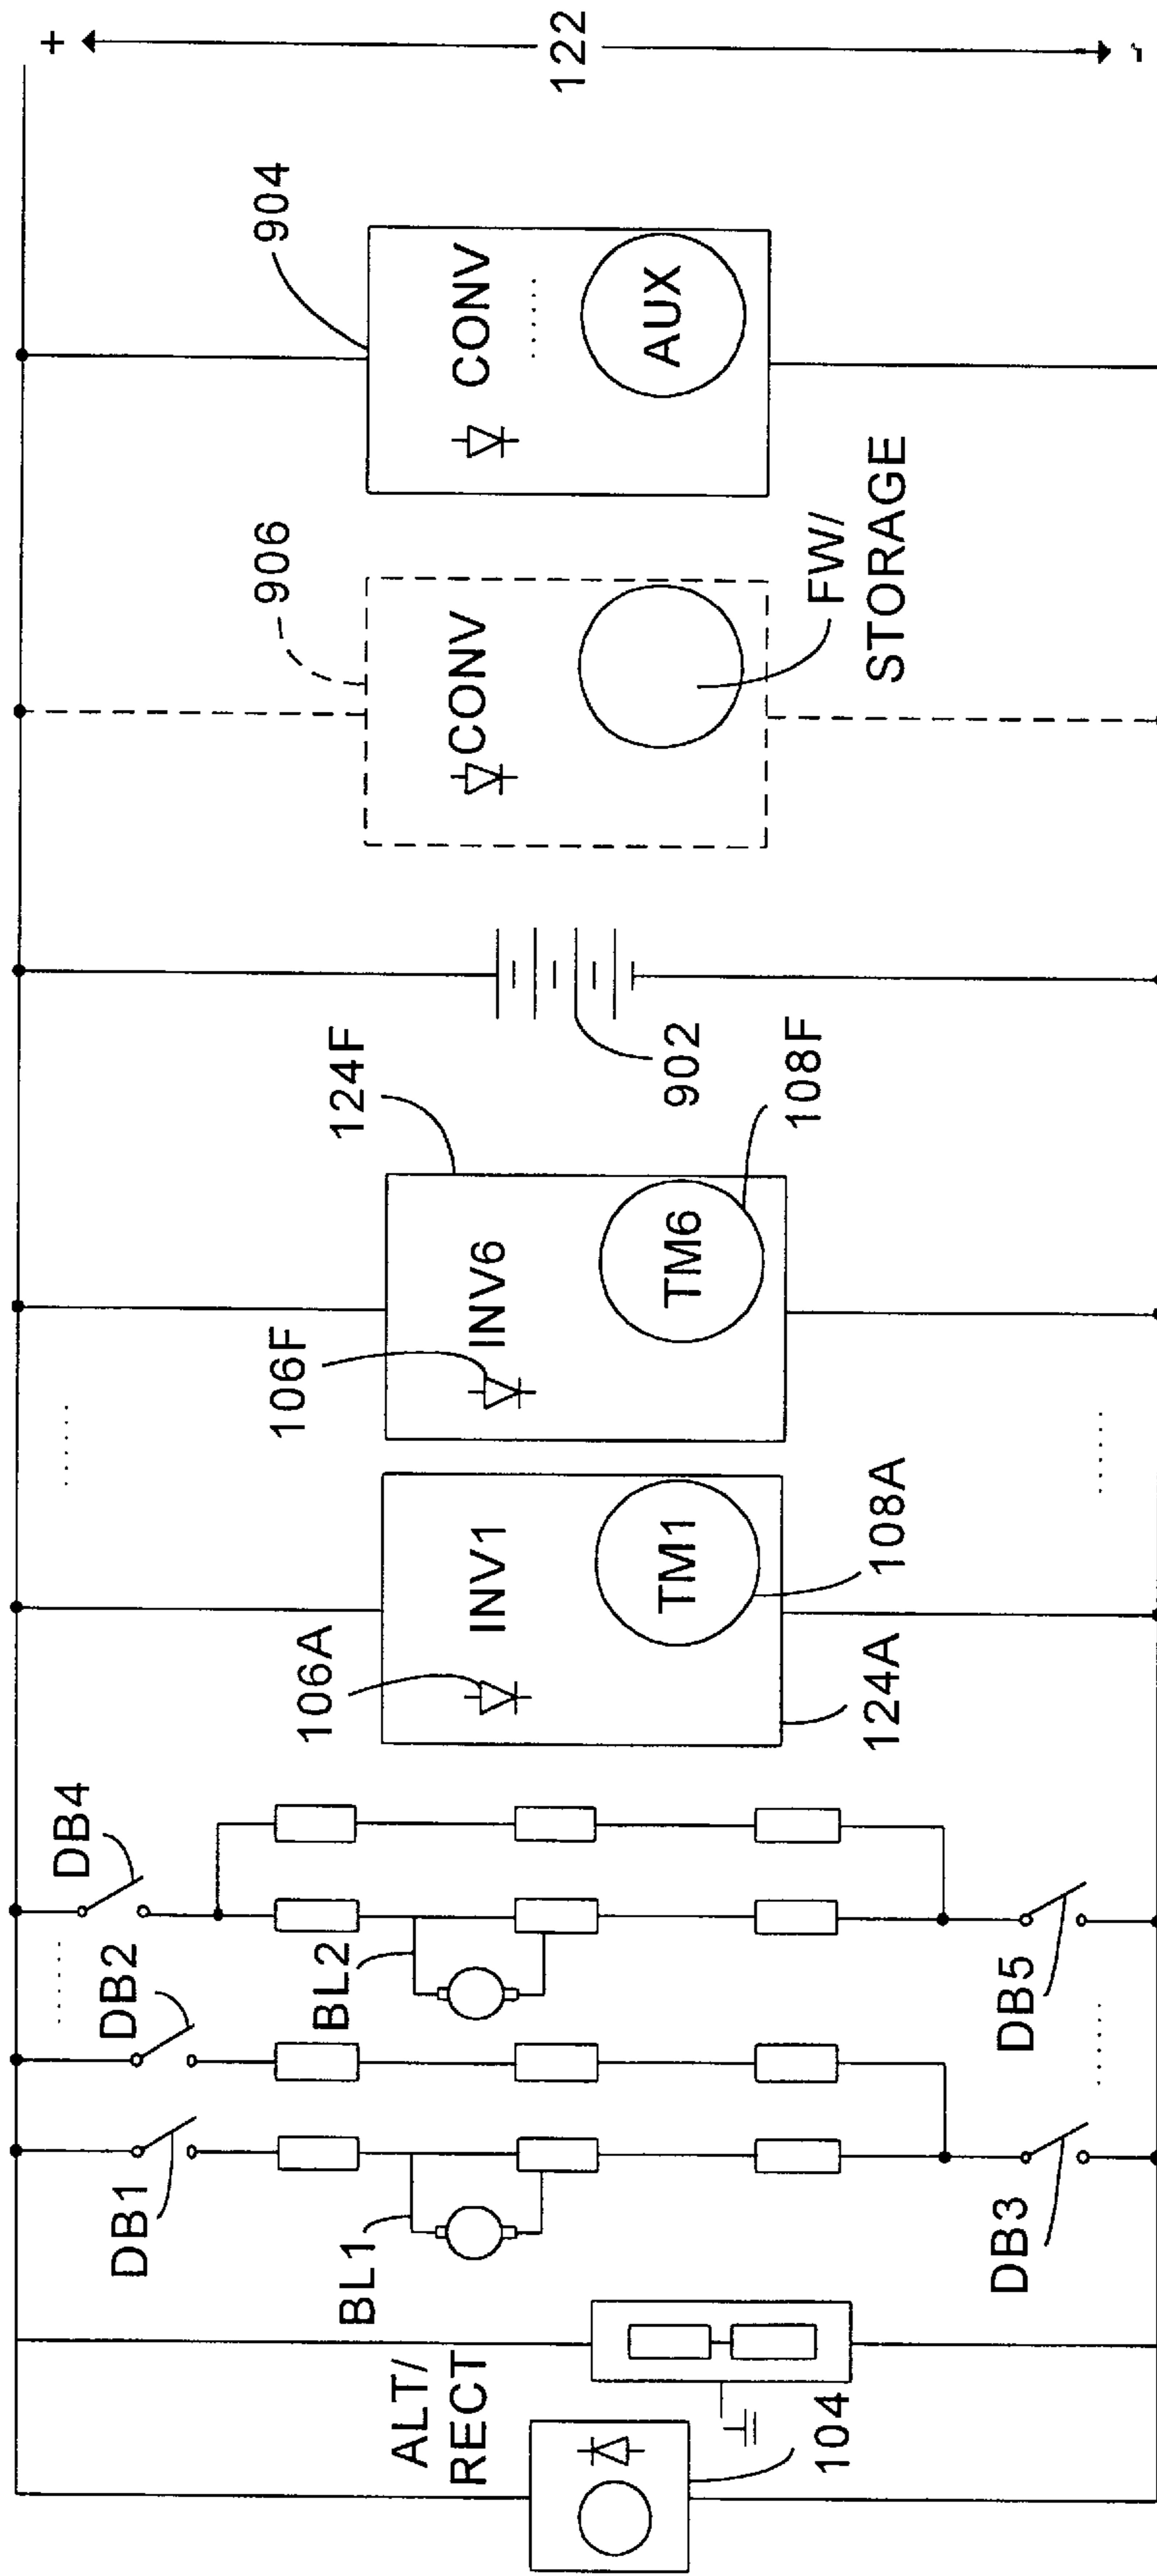 +
122
-
904
CONV
......
AUX
906
CONV
FW/
STORAGE
902
124F
INV6
TM6
108F
106F
......
......
INV1
TM1
108A
106A
124A
DB4
DB2
......
BL2
DB5
......
DB1
BL1
DB3
ALT/
RECT
104